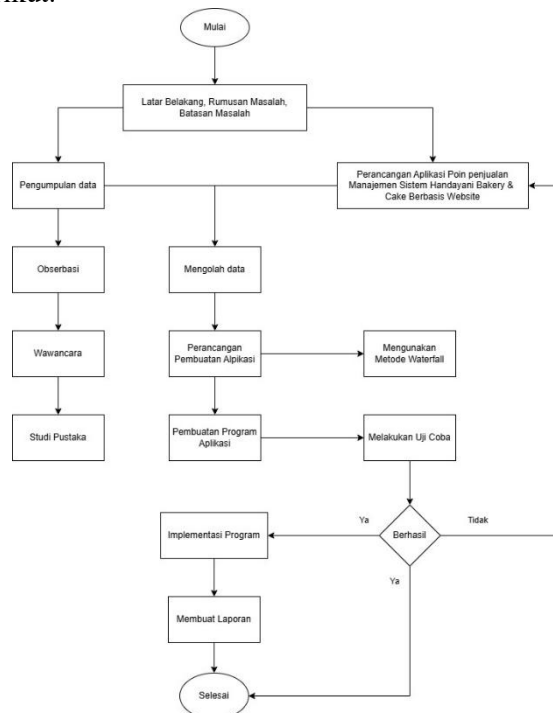 Mulai
Latar Belakang, Rumusan Masalah,
Batasan Masalah
Pengumpulan data
Perancangan Aplikasi Poin penjualan
Manajemen Sistem Handayani Bakery &
Cake Berbasis Website
Obserbasi
Mengolah data
Wawancara
Perancangan
Pembuatan Alpikasi
Mengunakan
Metode Waterfall
Studi Pustaka
Pembuatan Program
Aplikasi
Melakukan Uji Coba
Ya
Tidak
Implementasi Program
Berhasil
Ya
Membuat Laporan
Selesai